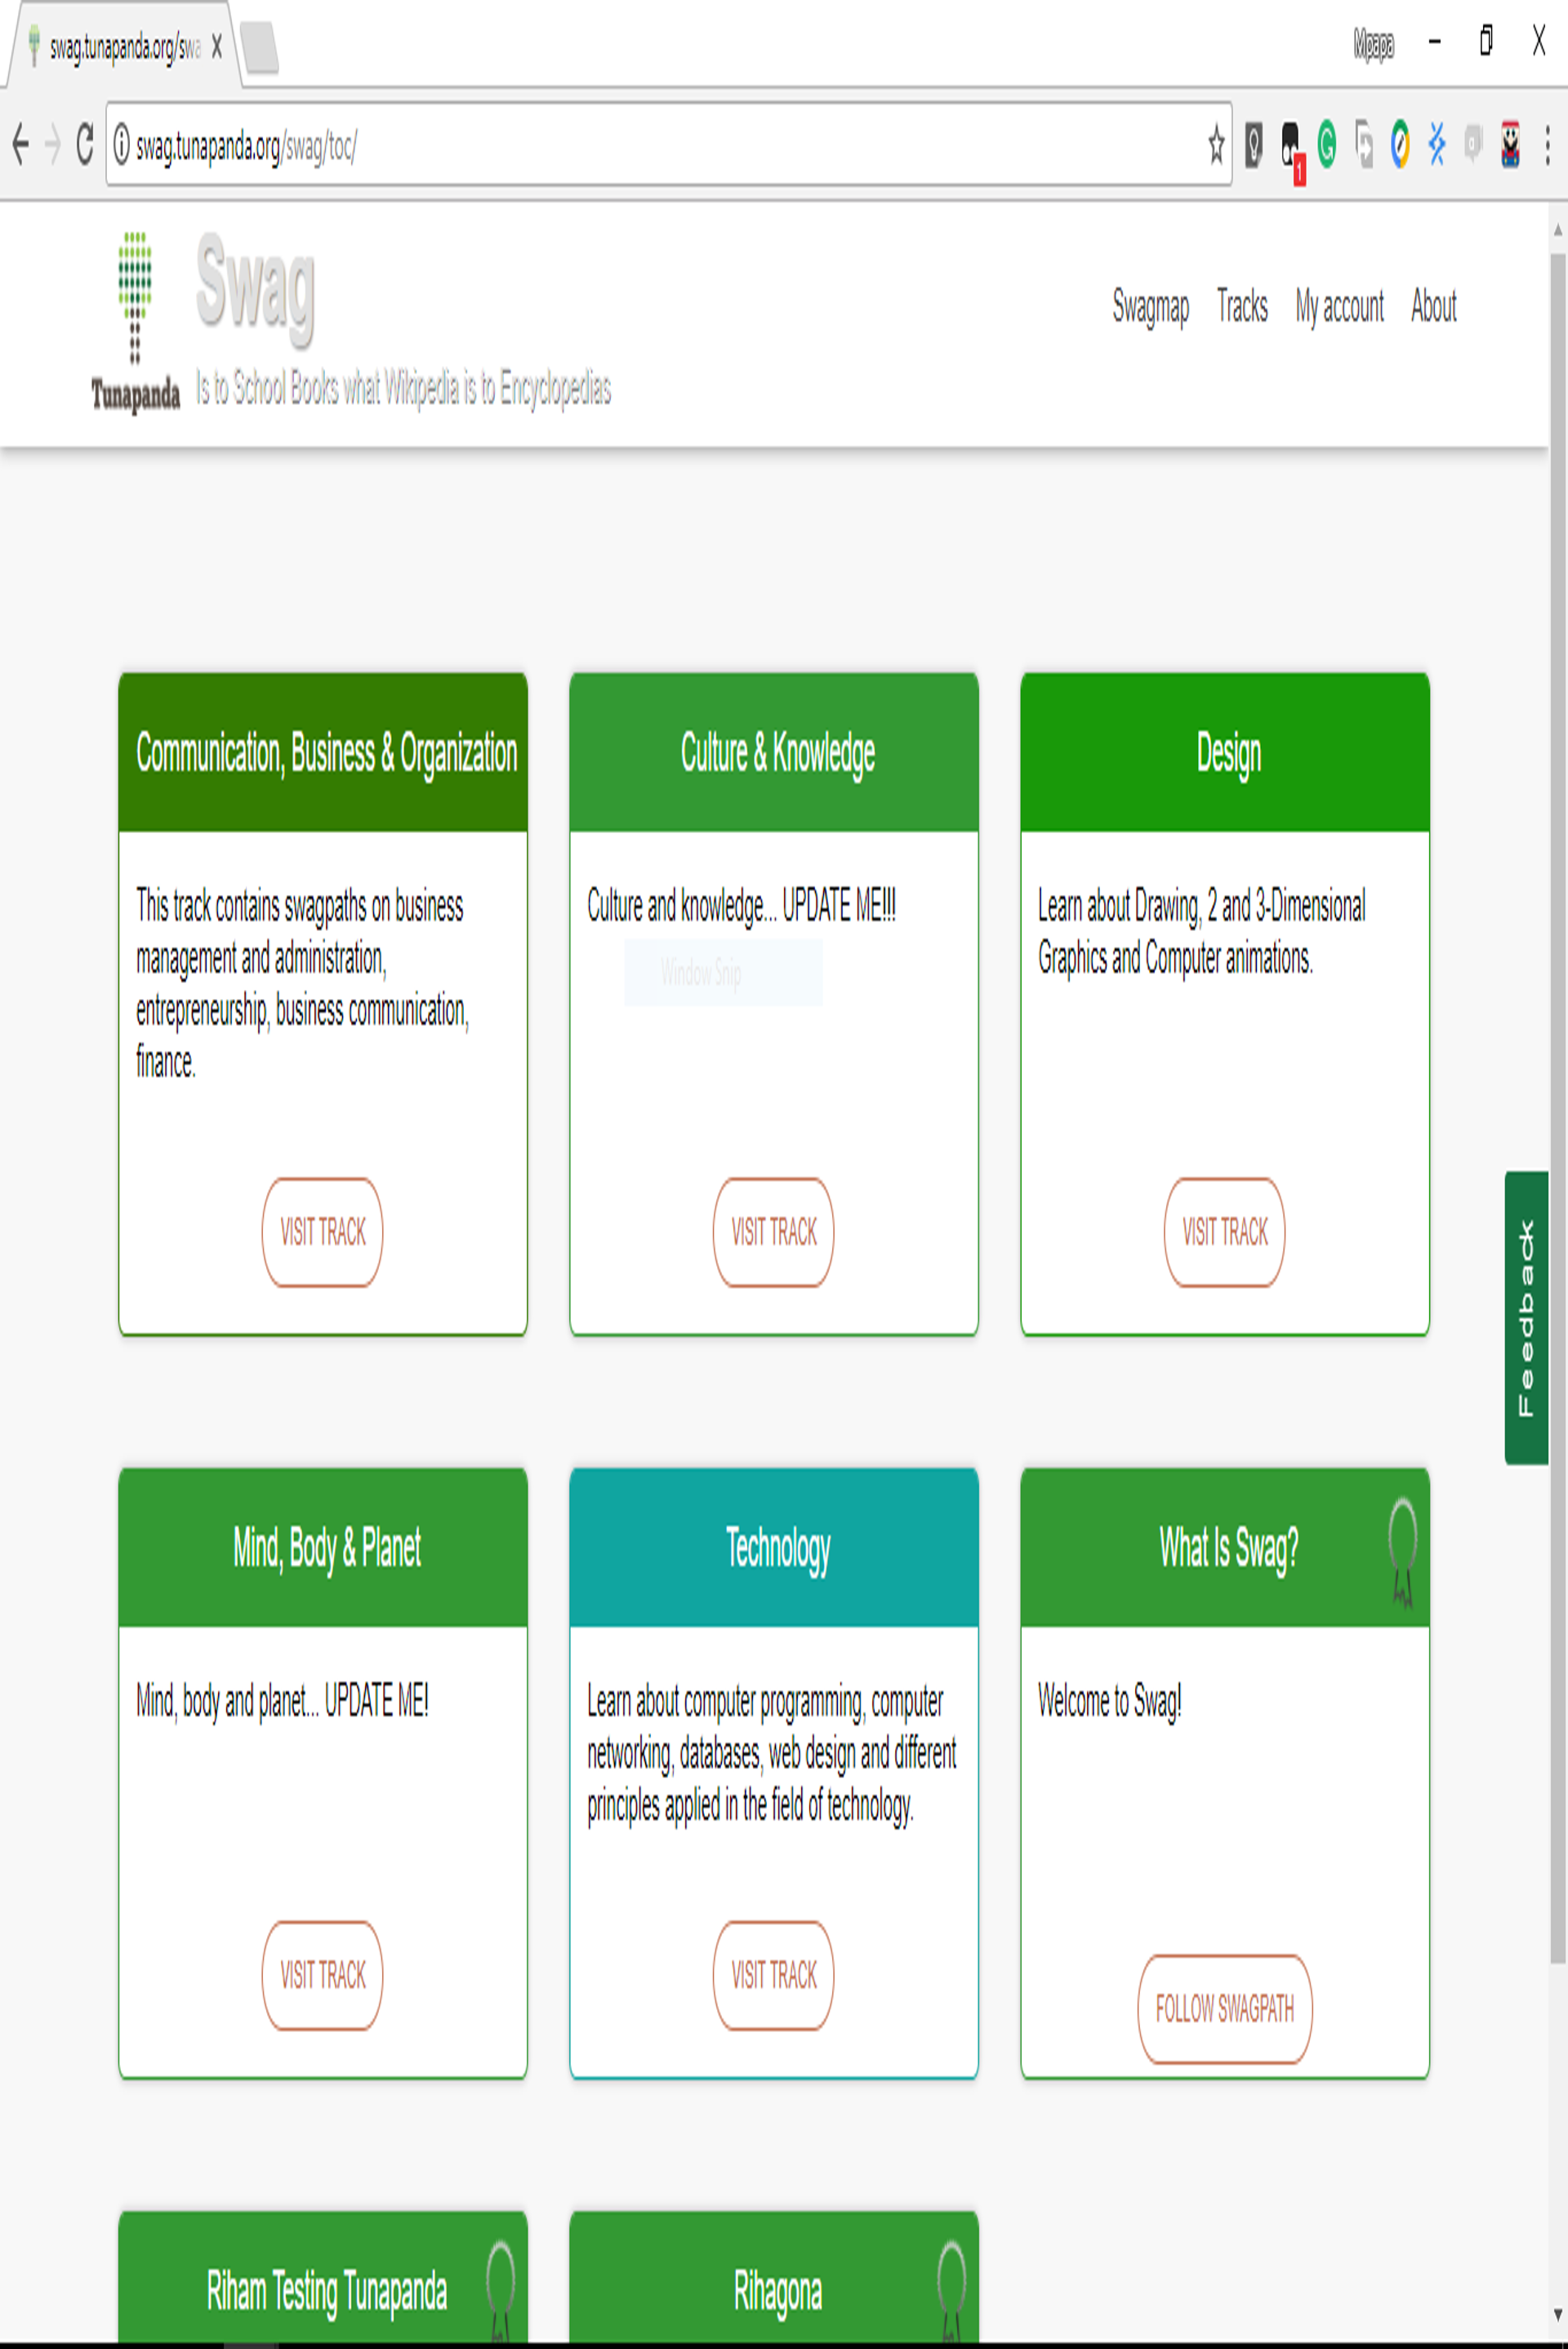 swag.tunapanda.org/swa
Mpapa
swag.tunapanda.org/swag/toc/
1
Swag
Tunapanda
Is to School Books what Wikipedia is to Encyclopedias
Swagmap Tracks My account About
Communication, Business & Organization
This track contains swagpaths on business
management and administration,
entrepreneurship, business communication,
finance.
VISIT TRACK
Culture & Knowledge
Culture and knowledge... UPDATE ME!!!
Window Snip
VISIT TRACK
Design
Learn about Drawing, 2 and 3-Dimensional
Graphics and Computer animations.
VISIT TRACK
Feedback
Mind, Body & Planet
Mind, body and planet... UPDATE ME!
VISIT TRACK
Technology
Learn about computer programming, computer
networking, databases, web design and different
principles applied in the field of technology.
VISIT TRACK
What Is Swag?
Welcome to Swag!
FOLLOW SWAGPATH
Riham Testing Tunapanda
Rihagona